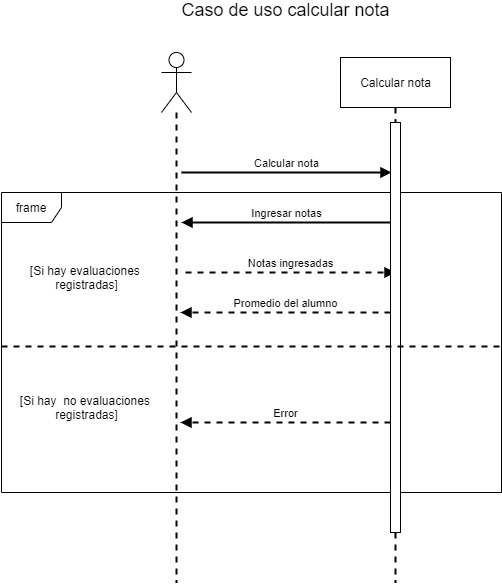 Caso de uso calcular nota
Calcular nota
Calcular nota
frame
Ingresar notas
[Si hay evaluaciones
registradas]
Notas ingresadas
Promedio del alumno
[Si hay  no evaluaciones
registradas]
Error